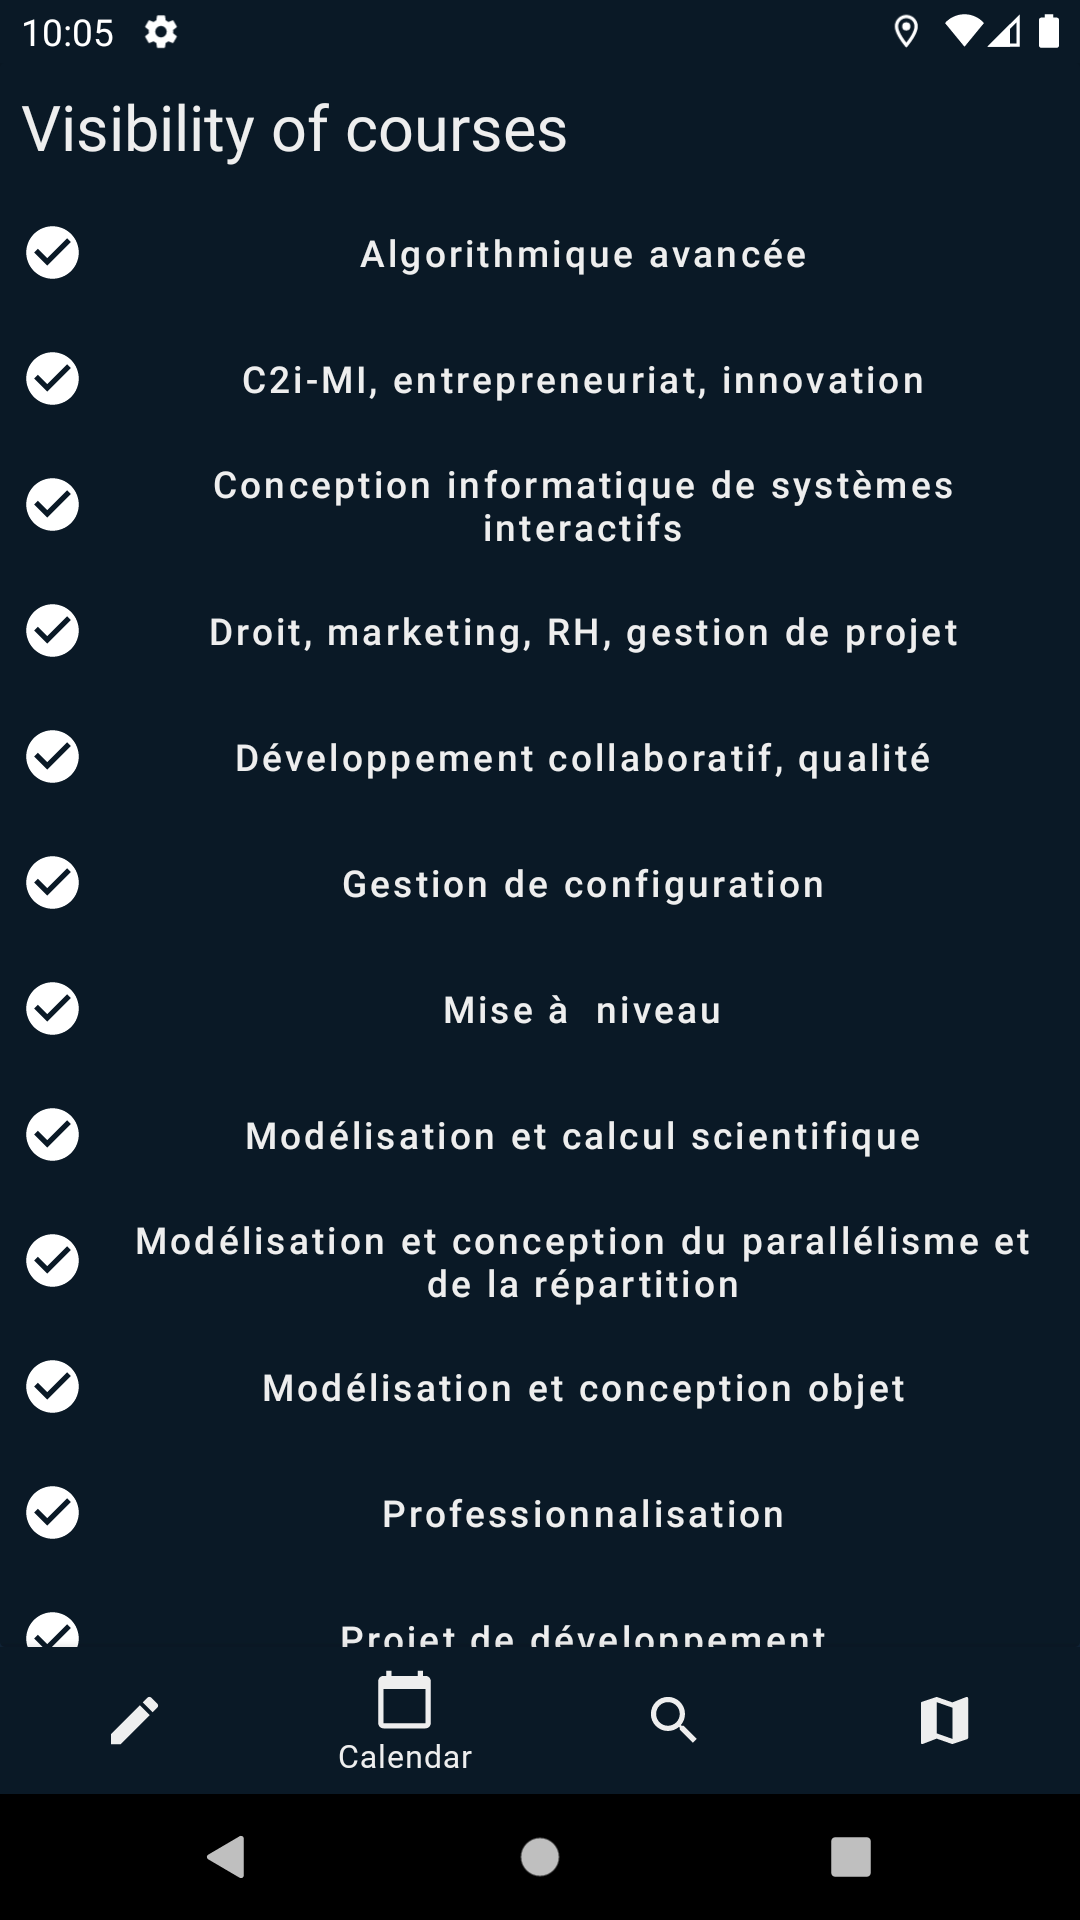 10:05
Visibility of courses
Algorithmique avancée
C2i-MI, entrepreneuriat, innovation
Conception informatique de systèmes
interactifs
Droit, marketing, RH, gestion de projet
Développement collaboratif, qualité
Gestion de configuration
Mise à  niveau
Modélisation et calcul scientifique
Modélisation et conception du parallélisme et
de la répartition
Modélisation et conception objet
Professionnalisation
Projet de développement
Calendar